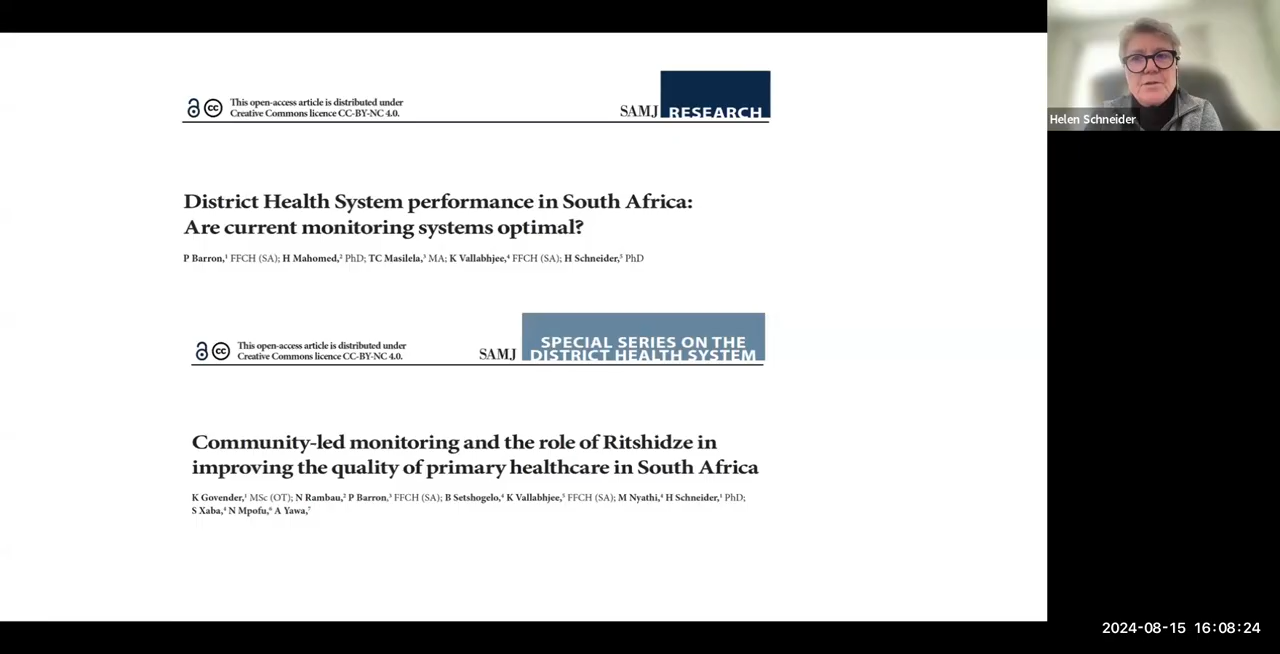 This open-access article is distributed under
Creative Commons licence CC-BY-NC 4.0.
SAMJ RESEARCH
Helen Schneider
District Health System performance in South Africa:
Are current monitoring systems optimal?
P Barron,¹ FFCH (SA); H Mahomed,² PhD; TC Masilela,³ MA; K Vallabhjee,⁴ FFCH (SA); H Schneider,⁵ PhD
This open-access article is distributed under
Creative Commons licence CC-BY-NC 4.0.
SAMJ
SPECIAL SERIES ON THE
DISTRICT HEALTH SYSTEM
Community-led monitoring and the role of Ritshidze in
improving the quality of primary healthcare in South Africa
K Govender,¹ MSc (OT); N Rambau,² P Barron,³ FFCH (SA); B Setshogelo,⁴ K Vallabhjee,⁵ FFCH (SA); M Nyathi,⁴ H Schneider,¹ PhD;
S Xaba,⁴ N Mpofu,⁶ A Yawa,⁷
2024-08-15 16:08:24